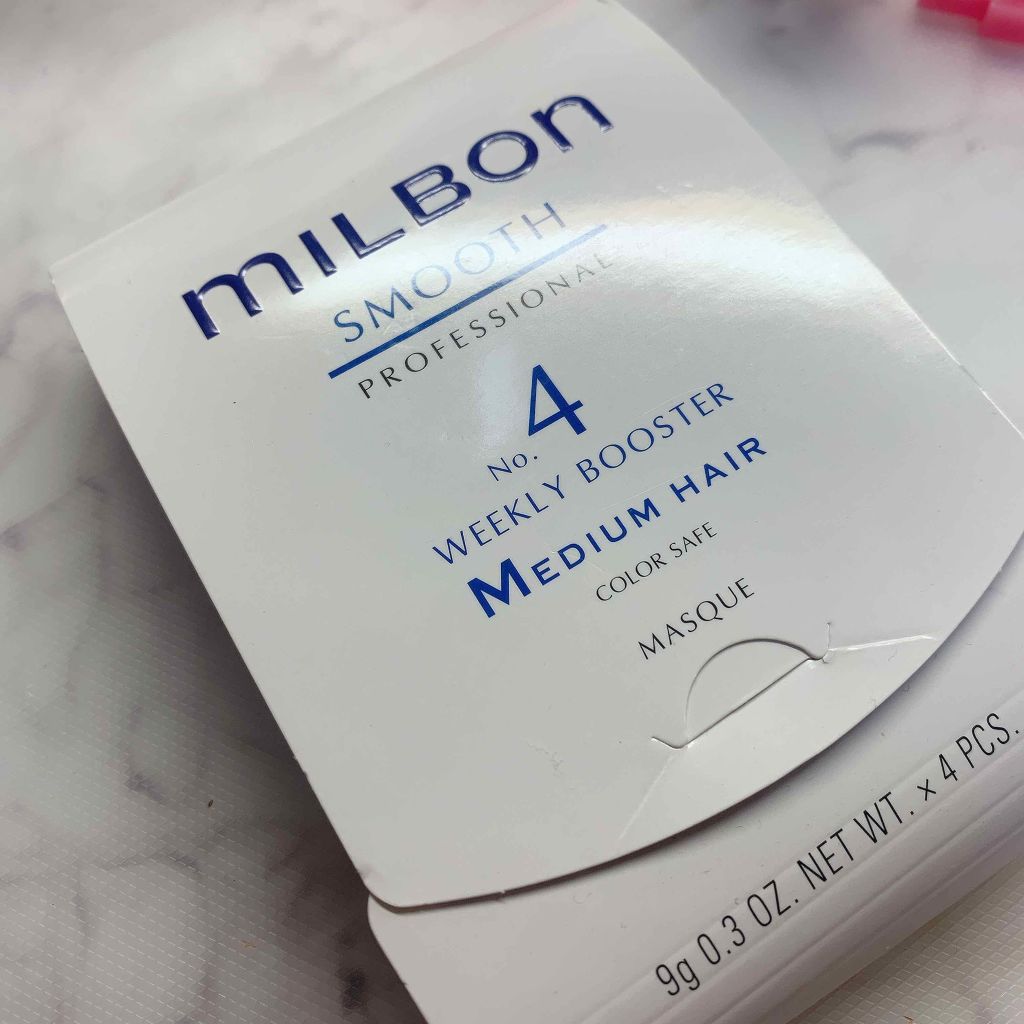 mILBon
SMOOTH
PROFESSIONAL
No. 4
WEEKLY BOOSTER
MEDIUM HAIR
COLOR SAFE
MASQUE
9g 0.3 OZ. NET WT. × 4 PCS.